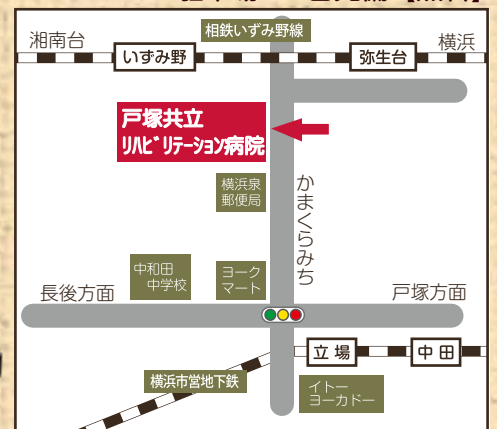 相鉄いずみ野線
湘南台
いずみ野
弥生台
横浜
戸塚共立
リハビリテーション病院
横浜泉
郵便局
かまくらみち
中和田
中学校
ヨーク
マート
長後方面
戸塚方面
立場
中田
横浜市営地下鉄
イトー
ヨーカドー